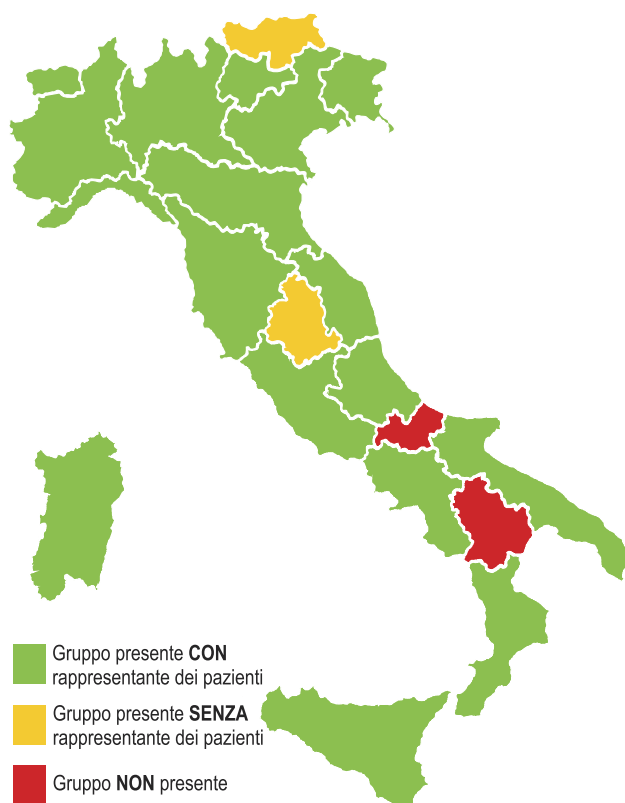 Gruppo presente CON
rappresentante dei pazienti
Gruppo presente SENZA
rappresentante dei pazienti
Gruppo NON presente